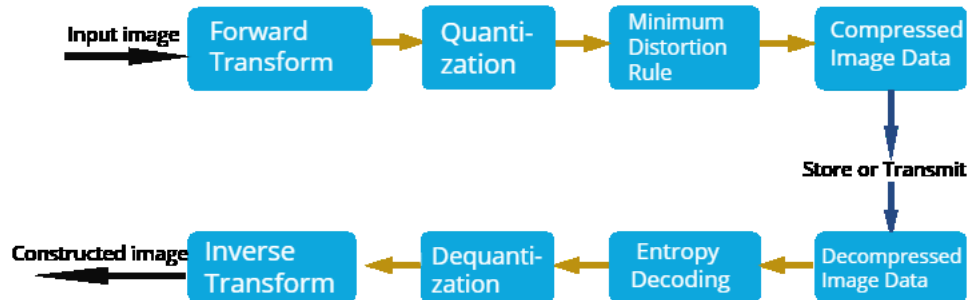 Input image
Forward
Transform
Quanti-
zation
Minimum
Distortion
Rule
Compressed
Image Data
Store or Transmit
Constructed image
Inverse
Transform
Dequanti-
zation
Entropy
Decoding
Decompressed
Image Data